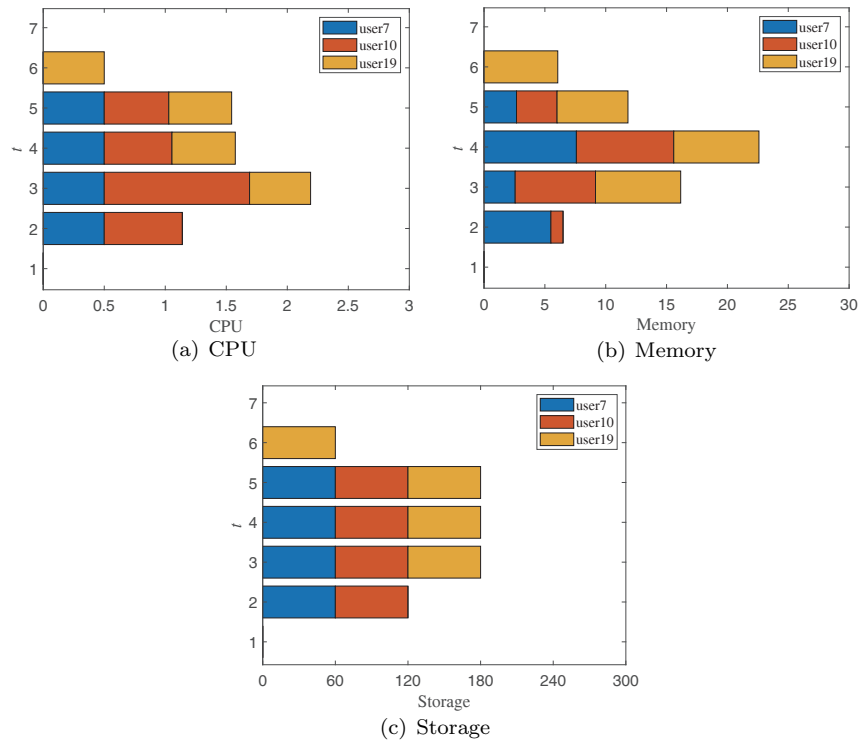 7
6
5
4
3
2
1
t
user7
user10
user19
0 0.5 1 1.5 2 2.5 3
CPU
(a) CPU
7
6
5
4
3
2
1
t
user7
user10
user19
0 5 10 15 20 25 30
Memory
(b) Memory
7
6
5
4
3
2
1
t
user7
user10
user19
0 60 120 180 240 300
Storage
(c) Storage